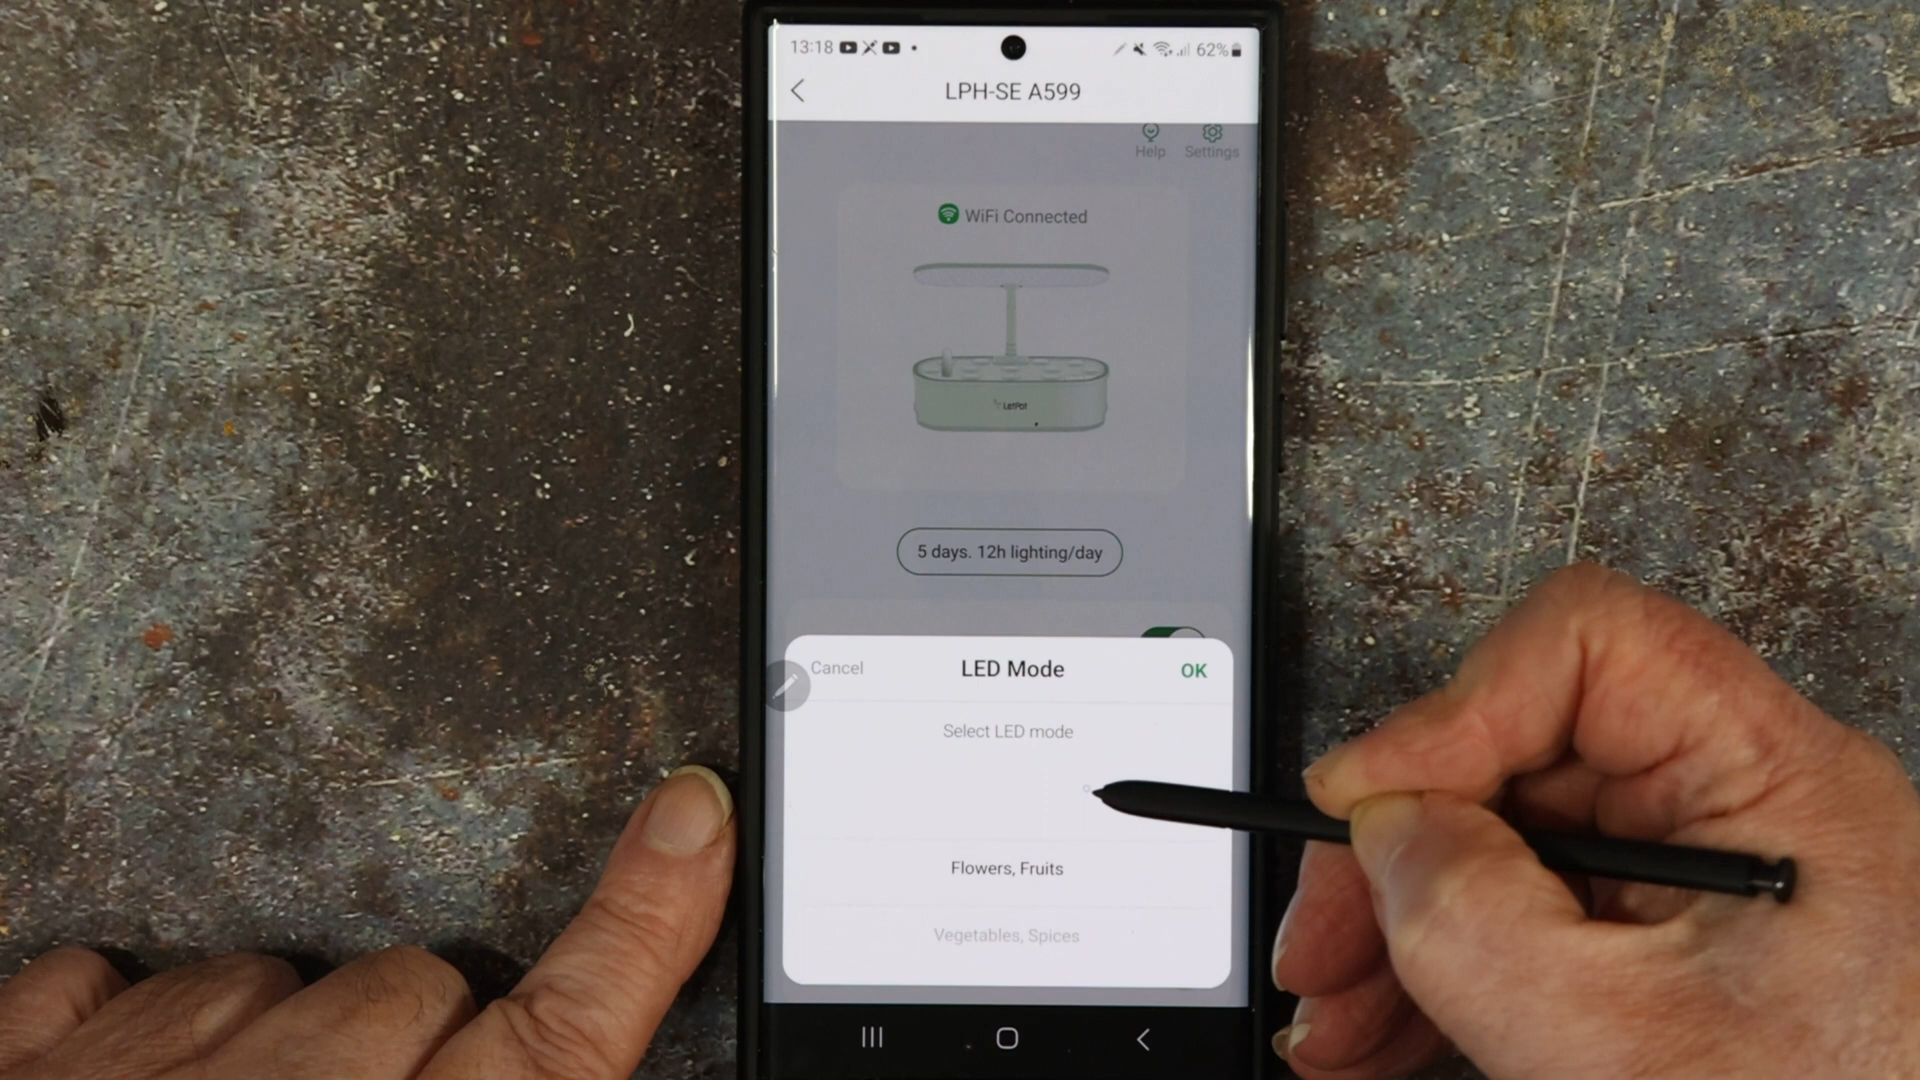 13:18
62%
LPH-SE A599
Help
Settings
WiFi Connected
LetPot
5 days. 12h lighting/day
Cancel
LED Mode
OK
Select LED mode
Flowers, Fruits
Vegetables, Spices